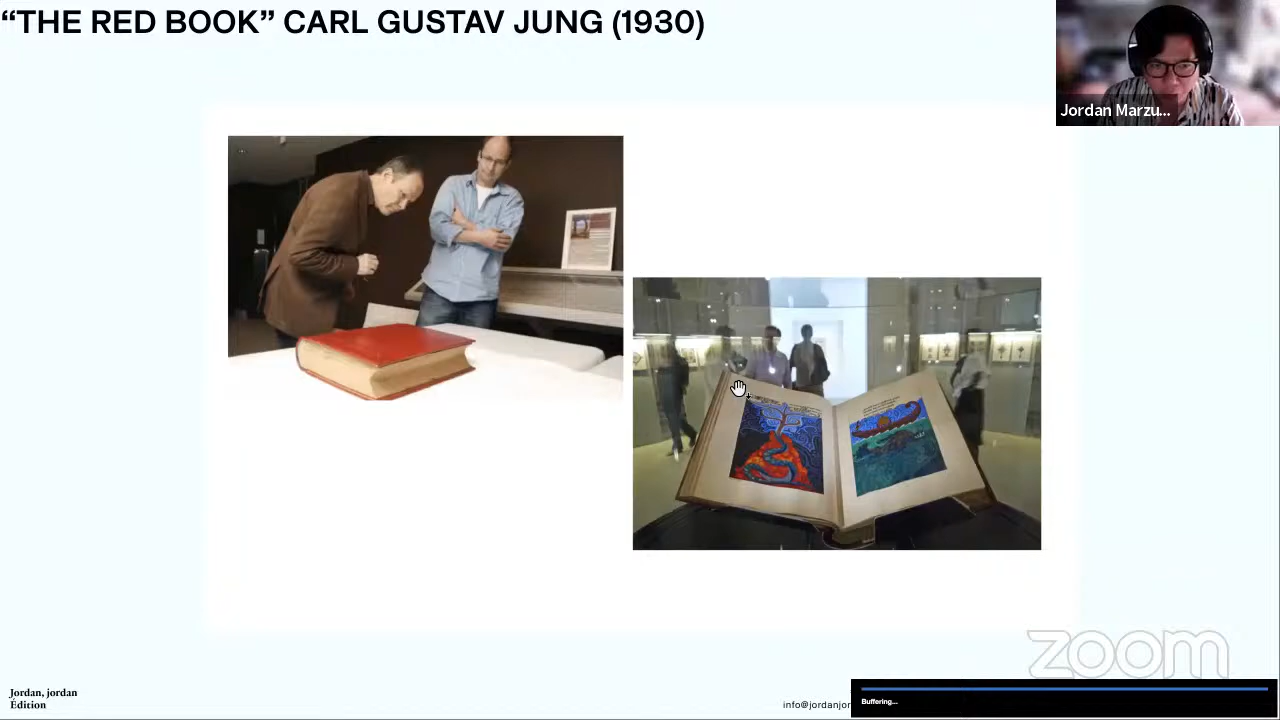 “THE RED BOOK” CARL GUSTAV JUNG (1930)
Jordan Marzu...
zoom
Jordan, jordan
Édition
info@jordanjor
Buffering...